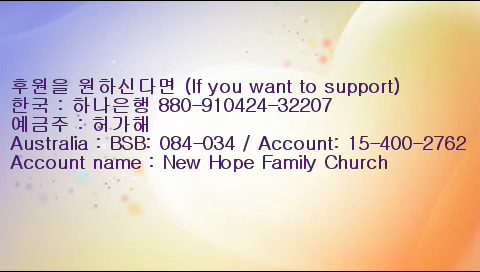 후원을 원하신다면 (If you want to support)
한국 : 하나은행 880-910424-32207
예금주 : 허가해
Australia : BSB: 084-034 / Account: 15-400-2762
Account name : New Hope Family Church